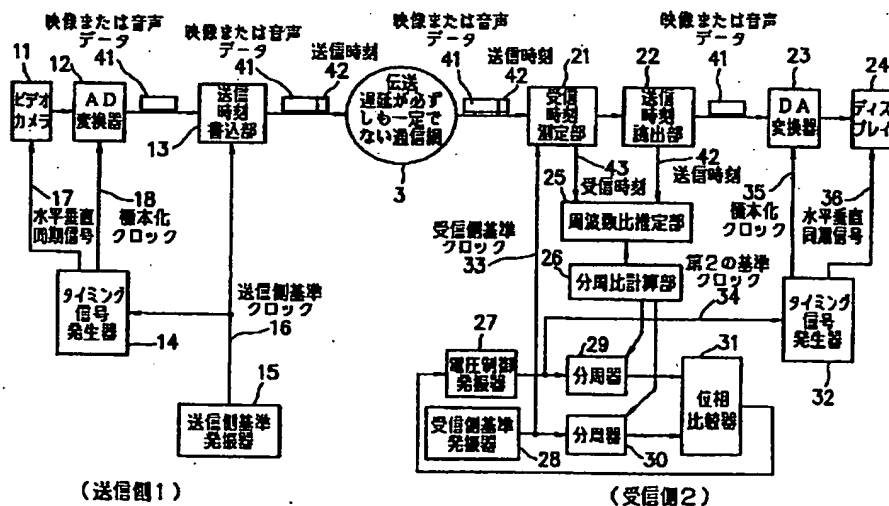 映像または音声
データ
41
映像または音声
データ
41
送信時刻
42
映像または音声
データ
41
送信時刻
42
映像または音声
データ
41
11
ビデオ
カメラ
12
AD
変換器
送信
時刻
書込部
13
伝送
遅延が必ず
しも一定で
ない通信網
3
21
受信
時刻
測定部
22
送信
時刻
読出部
23
DA
変換器
24
ディス
プレイ
17
水平垂直
同期信号
18
標本化
クロック
43
受信時刻
42
送信時刻
25
周波数比推定部
35
標本化
クロック
36
水平垂直
同期信号
受信側基準
クロック
33
26
分周比計算部
第2の基準
クロック
34
タイミング
信号
発生器
14
送信側基準
クロック
16
15
送信側基準
発振器
27
電圧制御
発振器
29
分周器
31
位相
比較器
タイミング
信号
発生器
32
受信側基準
発振器
28
分周器
30
(送信側1)
(受信側2)